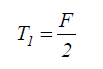 T₁ = F/2